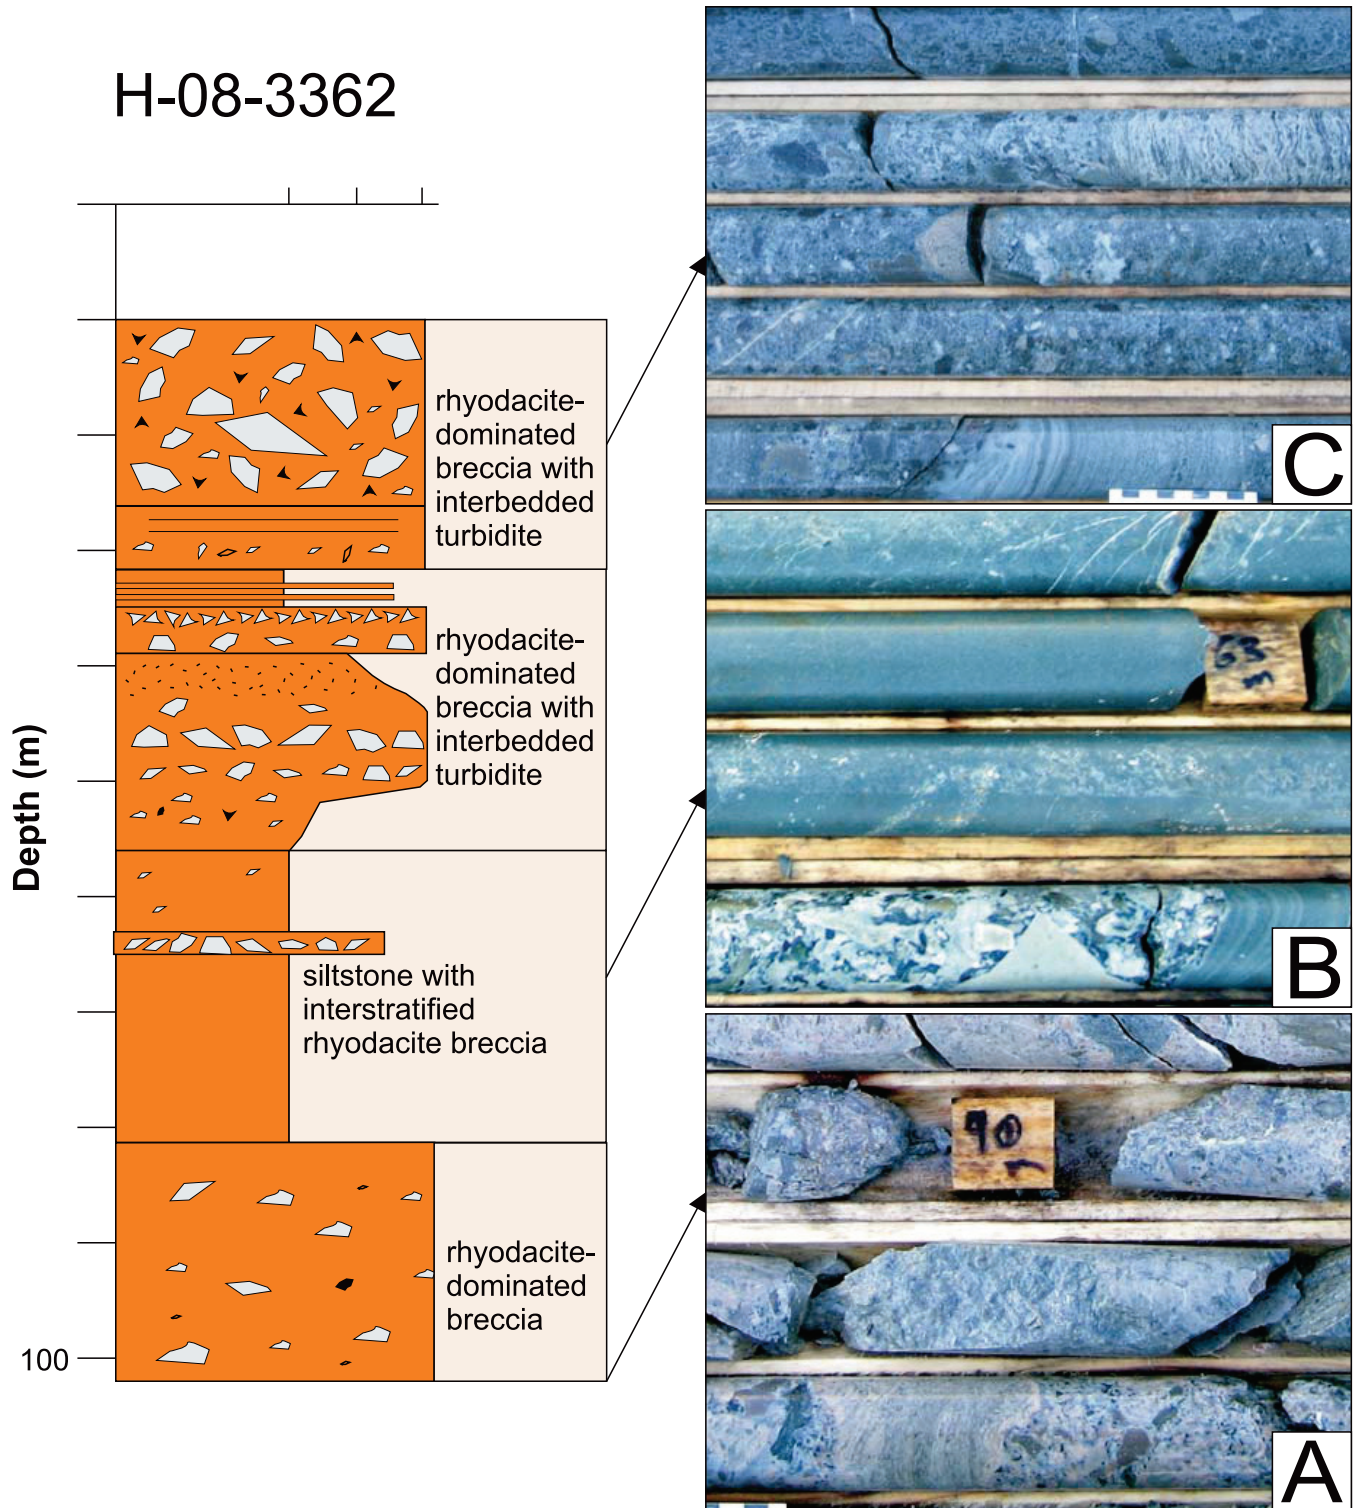 H-08-3362
rhyodacite-
dominated
breccia with
interbedded
turbidite
rhyodacite-
dominated
breccia with
interbedded
turbidite
siltstone with
interstratified
rhyodacite breccia
rhyodacite-
dominated
breccia
Depth (m)
100
C
63
m
B
90
A